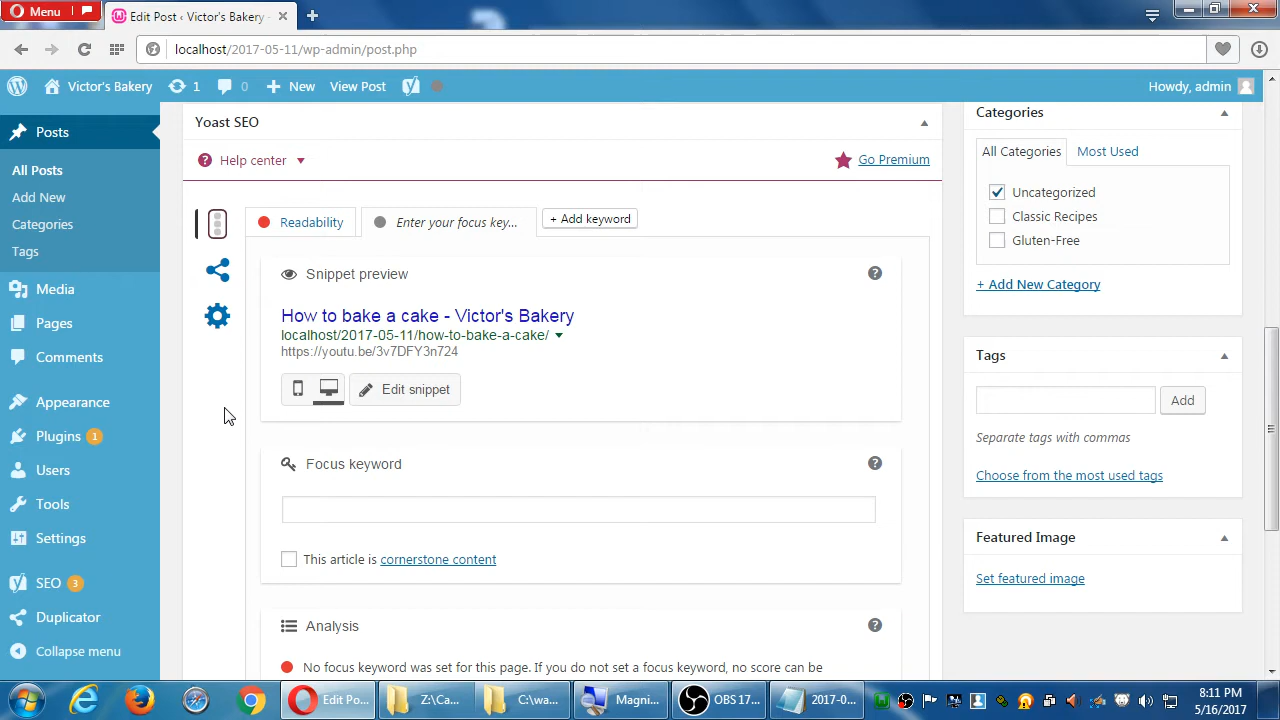 Menu
Edit Post ‹ Victor's Bakery -
localhost/2017-05-11/wp-admin/post.php
Victor's Bakery
1
0
New
View Post
Howdy, admin
Posts
All Posts
Add New
Categories
Tags
Media
Pages
Comments
Appearance
Plugins 1
Users
Tools
Settings
SEO 3
Duplicator
Collapse menu
Yoast SEO
? Help center
Go Premium
Readability
Enter your focus key...
+ Add keyword
Snippet preview
?
How to bake a cake - Victor's Bakery
localhost/2017-05-11/how-to-bake-a-cake/
https://youtu.be/3v7DFY3n724
Edit snippet
Focus keyword
?
This article is cornerstone content
Analysis
?
No focus keyword was set for this page. If you do not set a focus keyword, no score can be
Categories
All Categories
Most Used
Uncategorized
Classic Recipes
Gluten-Free
+ Add New Category
Tags
Add
Separate tags with commas
Choose from the most used tags
Featured Image
Set featured image
Edit Po...
Z:\Ca...
C:\wa...
Magni...
OBS 17...
2017-0...
8:11 PM
5/16/2017